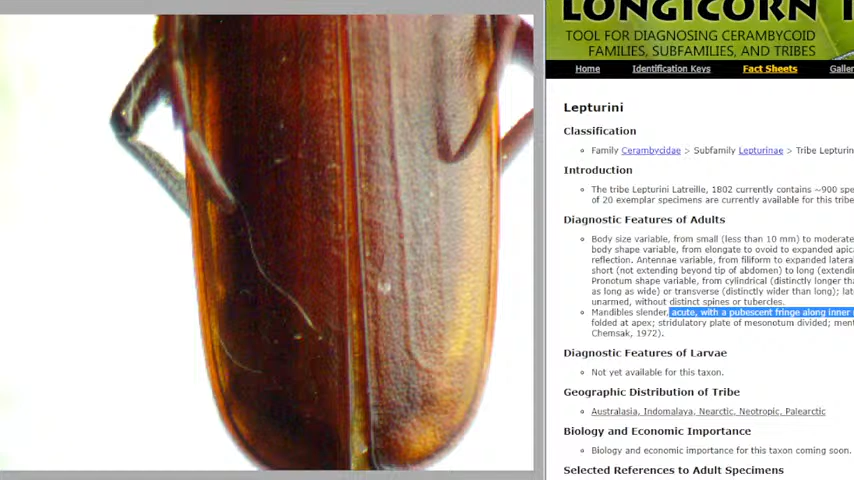 LONGICORN
TOOL FOR DIAGNOSING CERAMBYCOID
FAMILIES, SUBFAMILIES, AND TRIBES
Home Identification Keys Fact Sheets Galler
Lepturini
Classification
Family Cerambycidae > Subfamily Lepturinae > Tribe Lepturin
Introduction
The tribe Lepturini Latreille, 1802 currently contains ~900 spe
of 20 exemplar specimens are currently available for this tribe
Diagnostic Features of Adults
Body size variable, from small (less than 10 mm) to moderate
body shape variable, from elongate to ovoid to expanded apica
reflection. Antennae variable, from filiform to expanded latera
short (not extending beyond tip of abdomen) to long (extendin
Pronotum shape variable, from cylindrical (distinctly longer tha
as long as wide) or transverse (distinctly wider than long); lat
unarmed, without distinct spines or tubercles.
Mandibles slender, acute, with a pubescent fringe along inner
folded at apex; stridulatory plate of mesonotum divided; ment
Chemsak, 1972).
Diagnostic Features of Larvae
Not yet available for this taxon.
Geographic Distribution of Tribe
Australasia, Indomalaya, Nearctic, Neotropic, Palearctic
Biology and Economic Importance
Biology and economic importance for this taxon coming soon.
Selected References to Adult Specimens